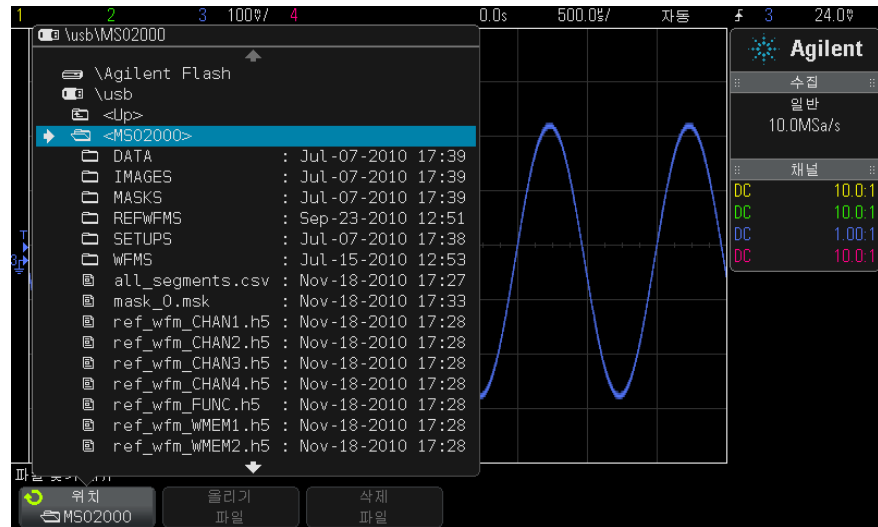 1 2 3 100V/ 4 0.0s 500.0us/ 자동 3 24.0V
\usb\MSO2000
\Agilent Flash
\usb
<Up>
<MSO2000>
DATA : Jul-07-2010 17:39
IMAGES : Jul-07-2010 17:39
MASKS : Jul-07-2010 17:39
REFWFMS : Sep-23-2010 12:51
SETUPS : Jul-07-2010 17:38
WFMS : Jul-15-2010 12:53
all_segments.csv : Nov-18-2010 17:27
mask_0.msk : Nov-18-2010 17:33
ref_wfm_CHAN1.h5 : Nov-18-2010 17:28
ref_wfm_CHAN2.h5 : Nov-18-2010 17:28
ref_wfm_CHAN3.h5 : Nov-18-2010 17:28
ref_wfm_CHAN4.h5 : Nov-18-2010 17:28
ref_wfm_FUNC.h5 : Nov-18-2010 17:28
ref_wfm_WMEM1.h5 : Nov-18-2010 17:28
ref_wfm_WMEM2.h5 : Nov-18-2010 17:28
T
3
Agilent
수집
일반
10.0MSa/s
채널
DC 10.0:1
DC 10.0:1
DC 1.00:1
DC 10.0:1
위치
MSO2000
올리기
파일
삭제
파일